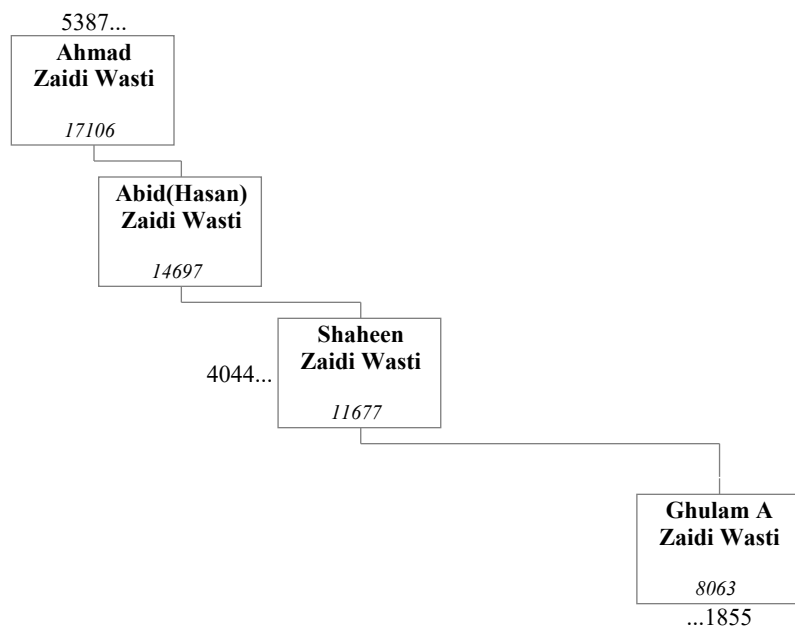 5387...
Ahmad
Zaidi Wasti
17106
Abid(Hasan)
Zaidi Wasti
14697
Shaheen
Zaidi Wasti
4044...
11677
Ghulam A
Zaidi Wasti
8063
...1855